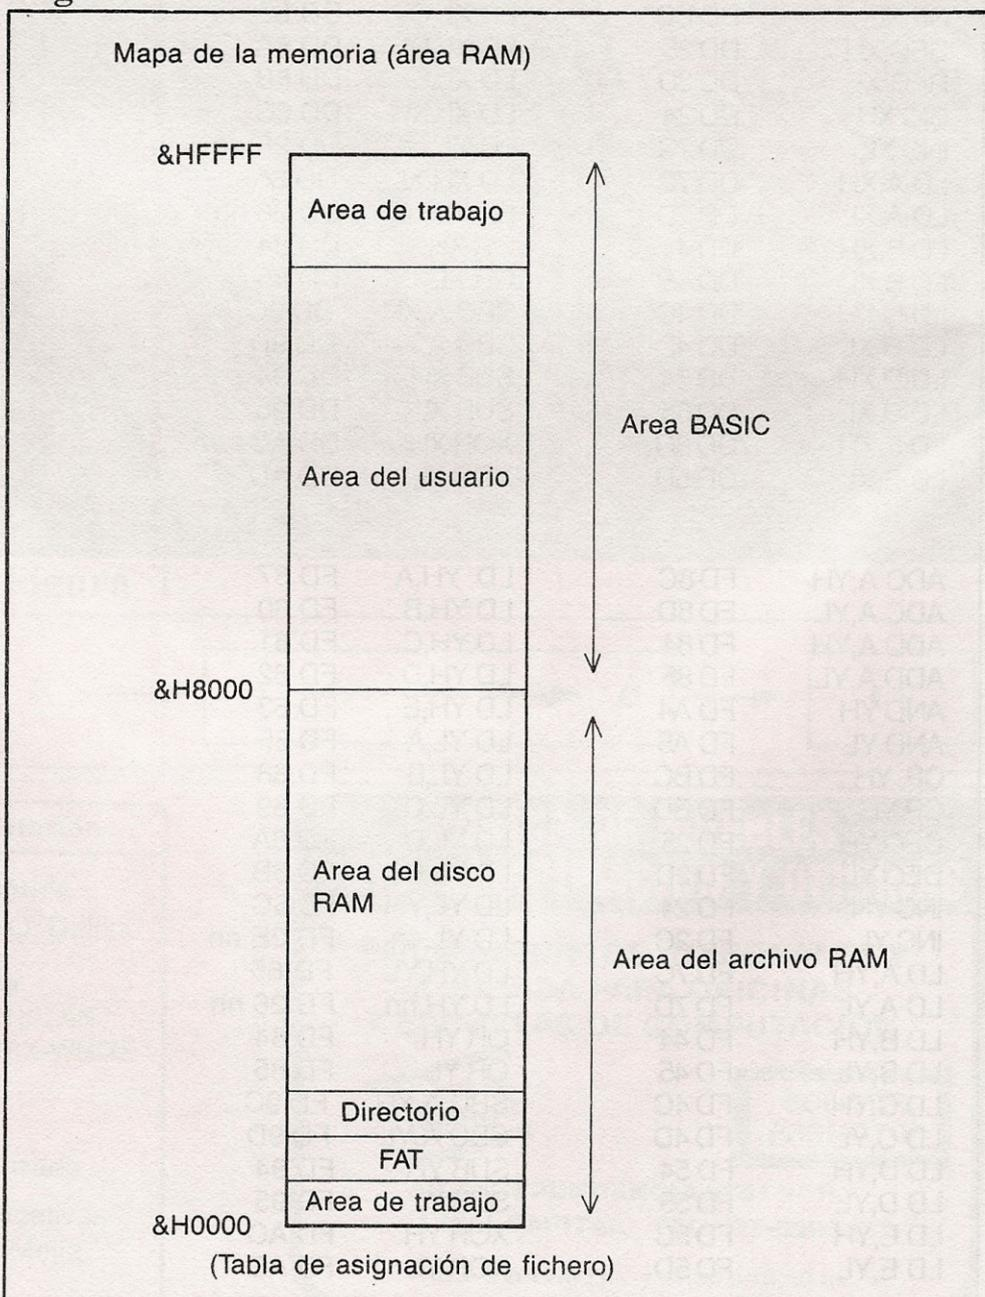 Mapa de la memoria (área RAM)
&HFFFF
Area de trabajo
Area del usuario
Area BASIC
&H8000
Area del disco
RAM
Area del archivo RAM
Directorio
FAT
Area de trabajo
&H0000
(Tabla de asignación de fichero)